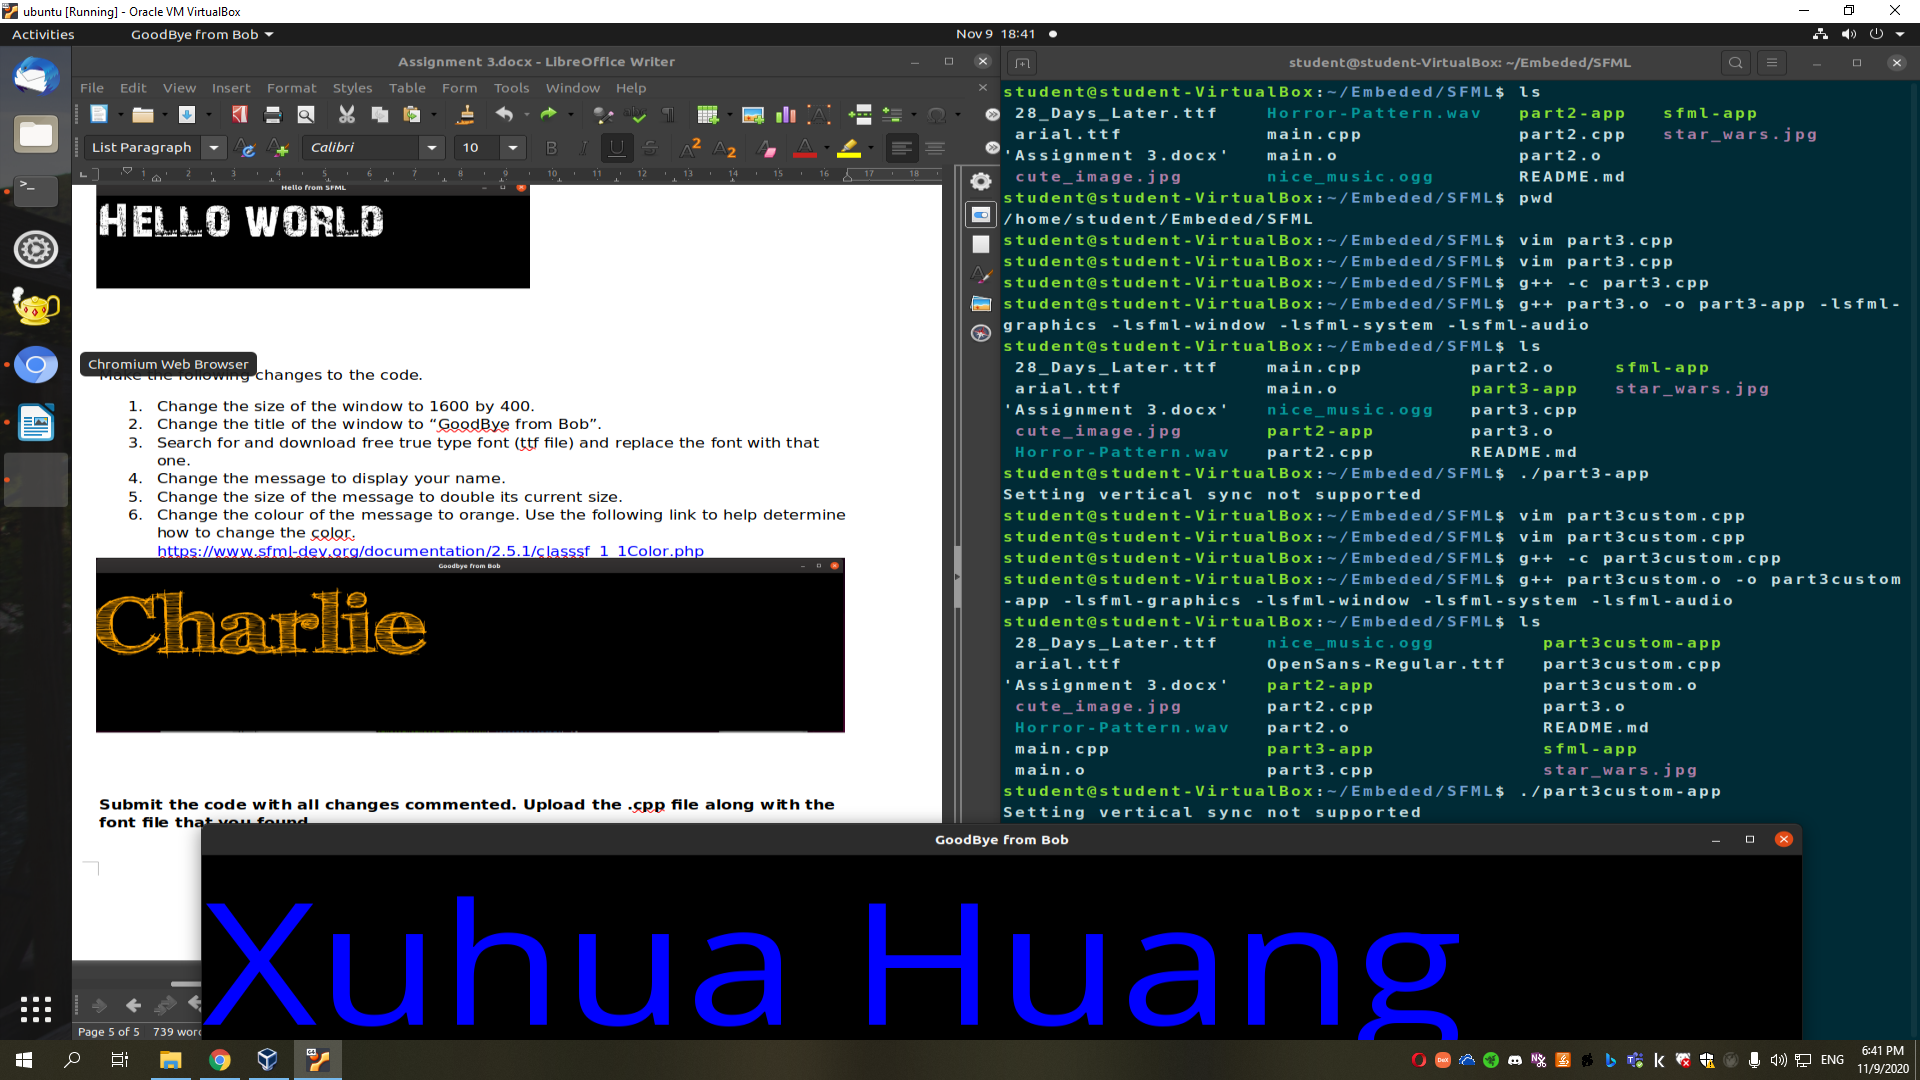 ubuntu [Running] - Oracle VM VirtualBox
Activities
GoodBye from Bob
Nov 9 18:41
Assignment 3.docx - LibreOffice Writer
File Edit View Insert Format Styles Table Form Tools Window Help
List Paragraph
Calibri
10
1 2 3 4 5 6 7 8 9 10 11 12 13 14 15 16 17 18
Hello from SFML
HELLO WORLD
Chromium Web Browser
Make the following changes to the code.
1. Change the size of the window to 1600 by 400.
2. Change the title of the window to “GoodBye from Bob”.
3. Search for and download free true type font (ttf file) and replace the font with that
one.
4. Change the message to display your name.
5. Change the size of the message to double its current size.
6. Change the colour of the message to orange. Use the following link to help determine
how to change the color.
https://www.sfml-dev.org/documentation/2.5.1/classsf_1_1Color.php
Goodbye from Bob
Charlie
Submit the code with all changes commented. Upload the .cpp file along with the
font file that you found
Page 5 of 5
739
student@student-VirtualBox: ~/Embeded/SFML
student@student-VirtualBox:~/Embeded/SFML$ ls
28_Days_Later.ttf Horror-Pattern.wav part2-app sfml-app
arial.ttf main.cpp part2.cpp star_wars.jpg
'Assignment 3.docx' main.o part2.o
cute_image.jpg nice_music.ogg README.md
student@student-VirtualBox:~/Embeded/SFML$ pwd
/home/student/Embeded/SFML
student@student-VirtualBox:~/Embeded/SFML$ vim part3.cpp
student@student-VirtualBox:~/Embeded/SFML$ vim part3.cpp
student@student-VirtualBox:~/Embeded/SFML$ g++ -c part3.cpp
student@student-VirtualBox:~/Embeded/SFML$ g++ part3.o -o part3-app -lsfml-
graphics -lsfml-window -lsfml-system -lsfml-audio
student@student-VirtualBox:~/Embeded/SFML$ ls
28_Days_Later.ttf main.cpp part2.o sfml-app
arial.ttf main.o part3-app star_wars.jpg
'Assignment 3.docx' nice_music.ogg part3.cpp
cute_image.jpg part2-app part3.o
Horror-Pattern.wav part2.cpp README.md
student@student-VirtualBox:~/Embeded/SFML$ ./part3-app
Setting vertical sync not supported
student@student-VirtualBox:~/Embeded/SFML$ vim part3custom.cpp
student@student-VirtualBox:~/Embeded/SFML$ vim part3custom.cpp
student@student-VirtualBox:~/Embeded/SFML$ g++ -c part3custom.cpp
student@student-VirtualBox:~/Embeded/SFML$ g++ part3custom.o -o part3custom
-app -lsfml-graphics -lsfml-window -lsfml-system -lsfml-audio
student@student-VirtualBox:~/Embeded/SFML$ ls
28_Days_Later.ttf nice_music.ogg part3custom-app
arial.ttf OpenSans-Regular.ttf part3custom.cpp
'Assignment 3.docx' part2-app part3custom.o
cute_image.jpg part2.cpp part3.o
Horror-Pattern.wav part2.o README.md
main.cpp part3-app sfml-app
main.o part3.cpp star_wars.jpg
student@student-VirtualBox:~/Embeded/SFML$ ./part3custom-app
Setting vertical sync not supported
GoodBye from Bob
Xuhua Huang
ENG
6:41 PM
11/9/2020